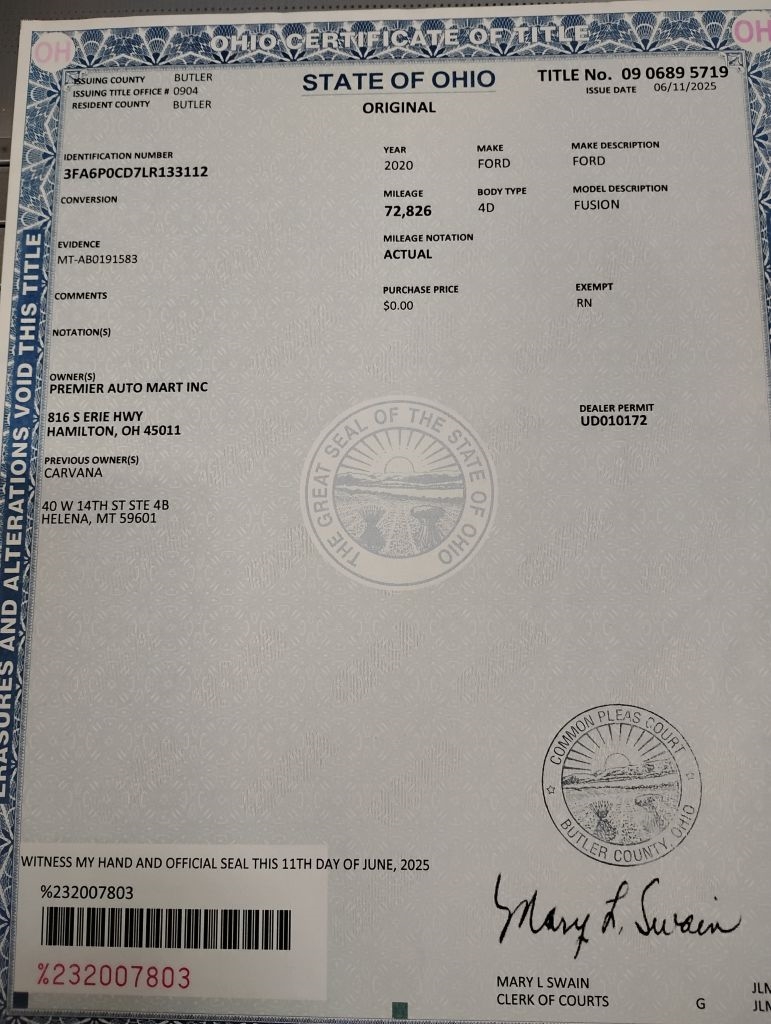 OH
OHIO CERTIFICATE OF TITLE
OH
ISSUING COUNTY BUTLER
ISSUING TITLE OFFICE # 0904
RESIDENT COUNTY BUTLER
STATE OF OHIO
ORIGINAL
TITLE No. 09 0689 5719
ISSUE DATE 06/11/2025
IDENTIFICATION NUMBER
3FA6P0CD7LR133112
YEAR
2020
MAKE
FORD
MAKE DESCRIPTION
FORD
CONVERSION
MILEAGE
72,826
BODY TYPE
4D
MODEL DESCRIPTION
FUSION
EVIDENCE
MT-AB0191583
MILEAGE NOTATION
ACTUAL
COMMENTS
PURCHASE PRICE
$0.00
EXEMPT
RN
NOTATION(S)
OWNER(S)
PREMIER AUTO MART INC
816 S ERIE HWY
HAMILTON, OH 45011
DEALER PERMIT
UD010172
PREVIOUS OWNER(S)
CARVANA
40 W 14TH ST STE 4B
HELENA, MT 59601
THE GREAT SEAL OF THE STATE OF OHIO
ERASURES AND ALTERATIONS VOID THIS TITLE
COMMON PLEAS COURT
BUTLER COUNTY, OHIO
WITNESS MY HAND AND OFFICIAL SEAL THIS 11TH DAY OF JUNE, 2025
%232007803
%232007803
Mary L. Swain
MARY L SWAIN
CLERK OF COURTS
G
JLN
JLN